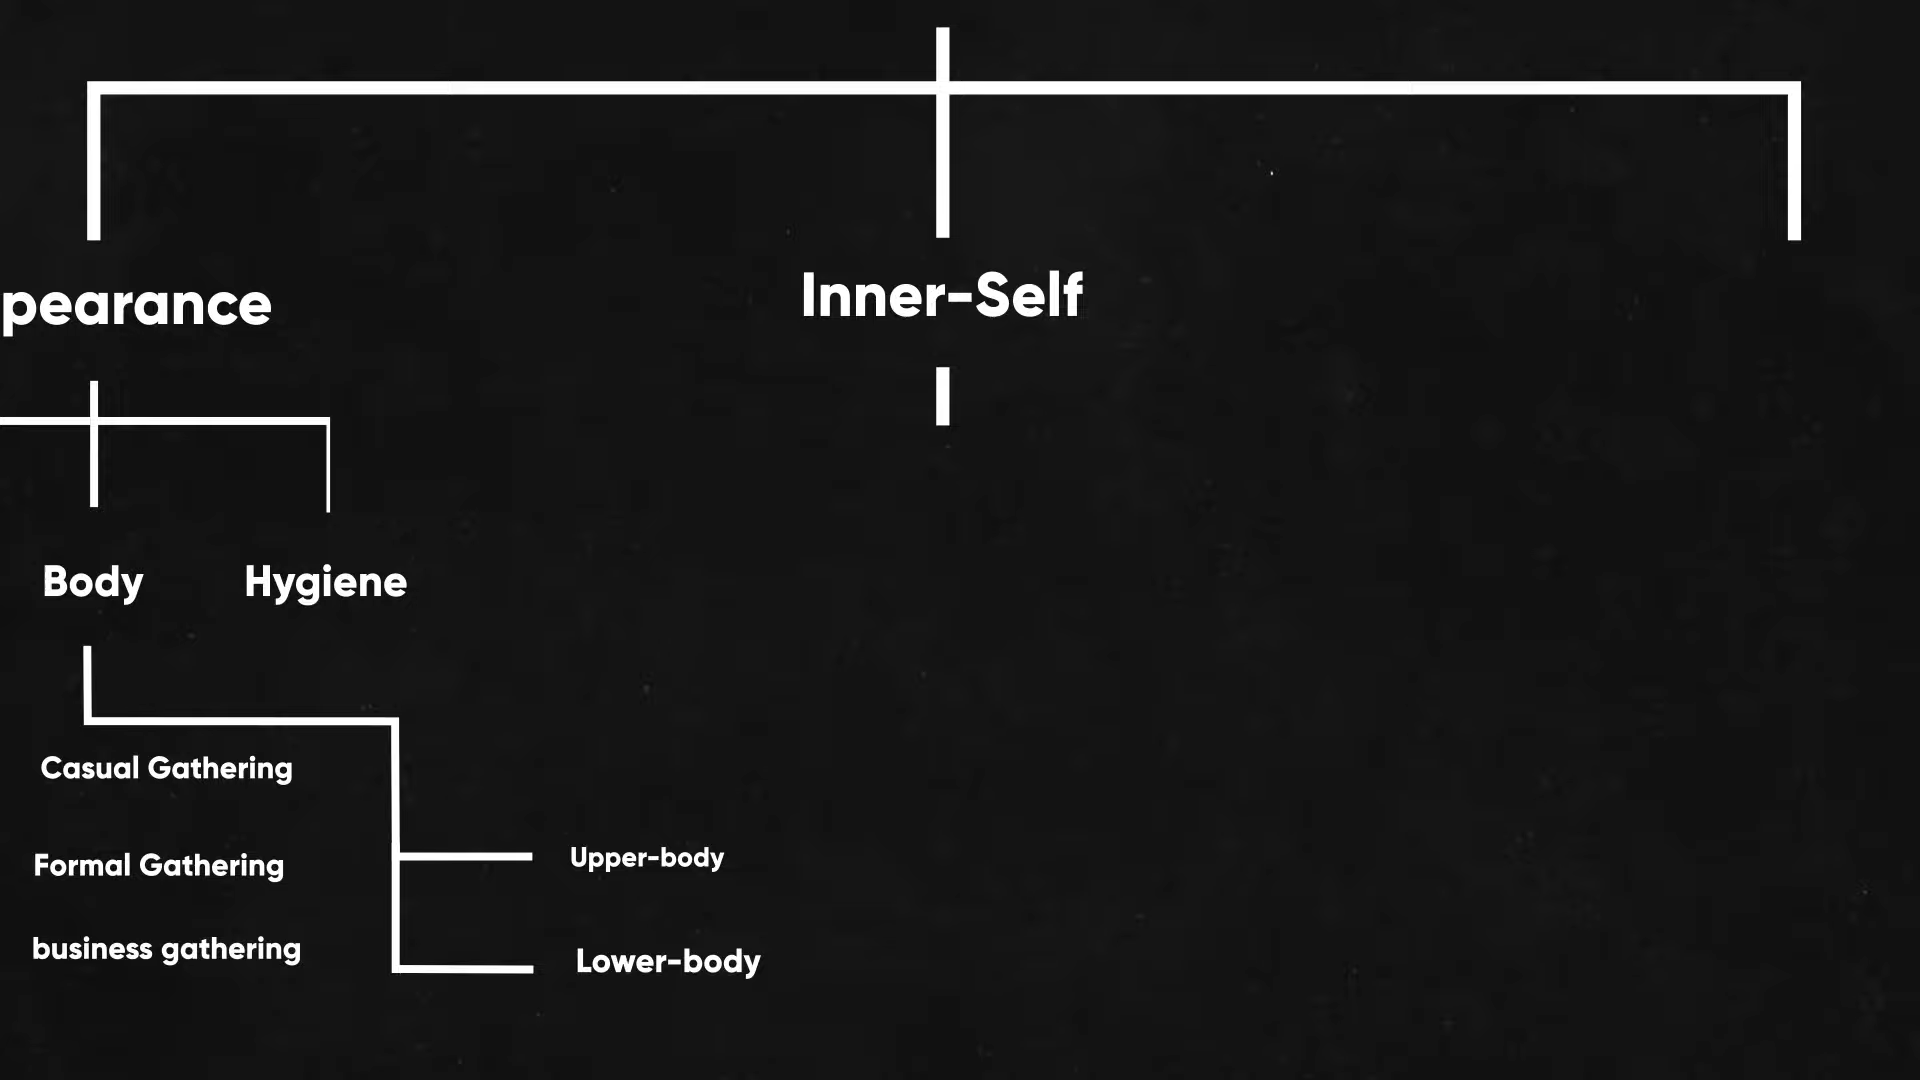 pearance
Inner-Self
Body
Hygiene
Casual Gathering
Formal Gathering
business gathering
Upper-body
Lower-body